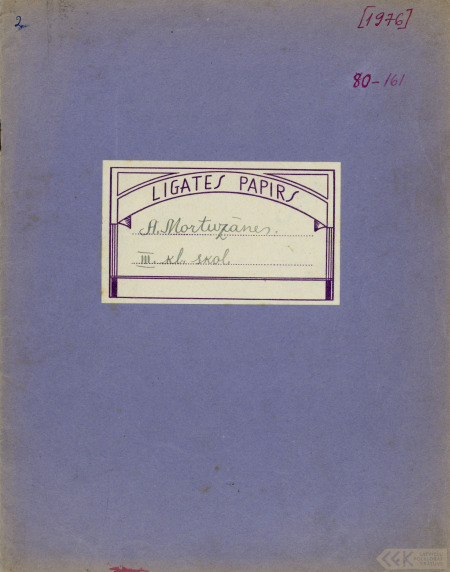 2
[1976]
80-161
LIGATES PAPIRS
A. Mortuzānes.
III. kl. skol.